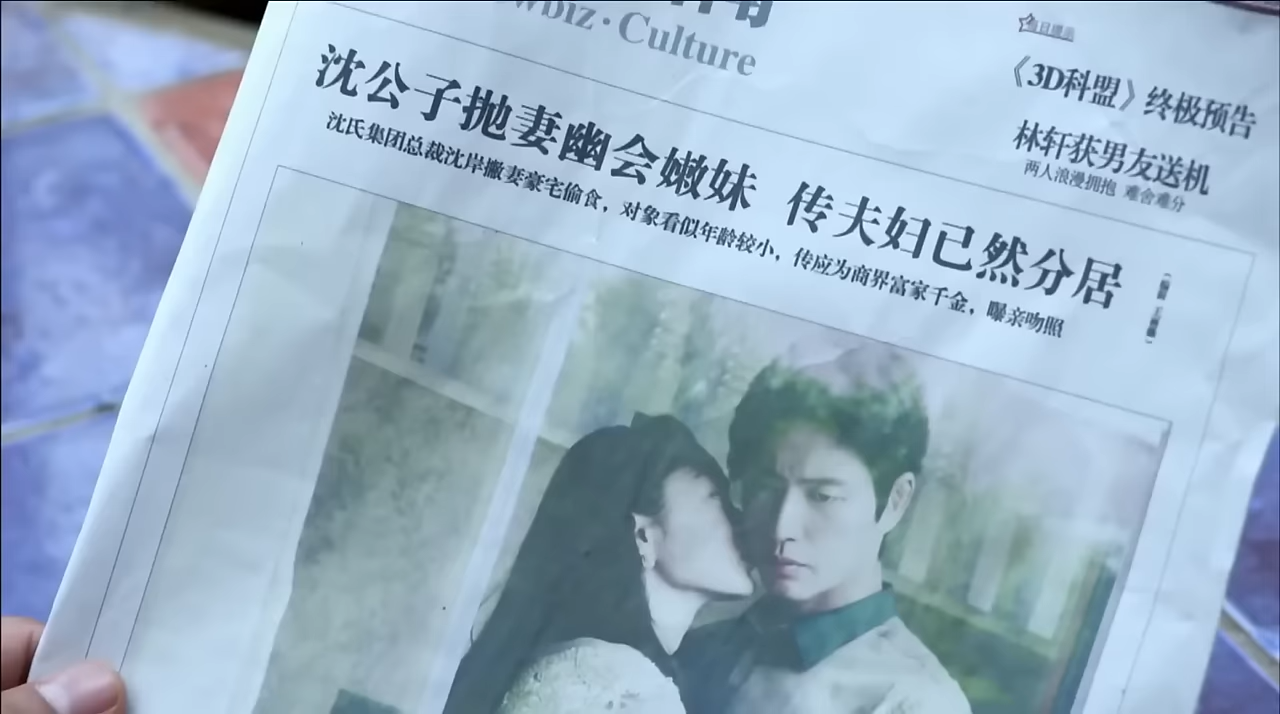 wbiz·Culture
今日提示
《3D科盟》终极预告
林轩获男友送机
两人浪漫拥抱 难舍难分
沈公子抛妻幽会嫩妹 传夫妇已然分居
沈氏集团总裁沈岸撇妻豪宅偷食，对象看似年龄较小，传应为商界富家千金，曝亲吻照